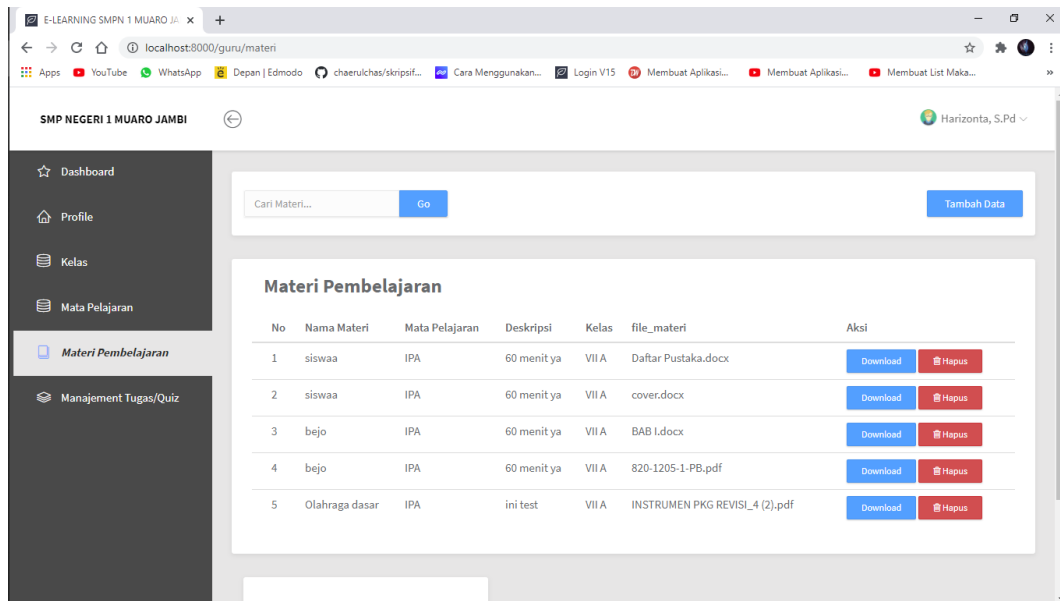 E-LEARNING SMPN 1 MUARO JA
localhost:8000/guru/materi
Apps YouTube WhatsApp Depan | Edmodo chaerulchas/skripsif... Cara Menggunakan... Login V15 Membuat Aplikasi... Membuat Aplikasi... Membuat List Maka...
SMP NEGERI 1 MUARO JAMBI Harizonta, S.Pd
Dashboard
Profile
Kelas
Mata Pelajaran
Materi Pembelajaran
Manajement Tugas/Quiz
Cari Materi... Go Tambah Data
Materi Pembelajaran
No Nama Materi Mata Pelajaran Deskripsi Kelas file_materi Aksi
1 siswaa IPA 60 menit ya VII A Daftar Pustaka.docx Download Hapus
2 siswaa IPA 60 menit ya VII A cover.docx Download Hapus
3 bejo IPA 60 menit ya VII A BAB I.docx Download Hapus
4 bejo IPA 60 menit ya VII A 820-1205-1-PB.pdf Download Hapus
5 Olahraga dasar IPA ini test VII A INSTRUMEN PKG REVISI_4 (2).pdf Download Hapus